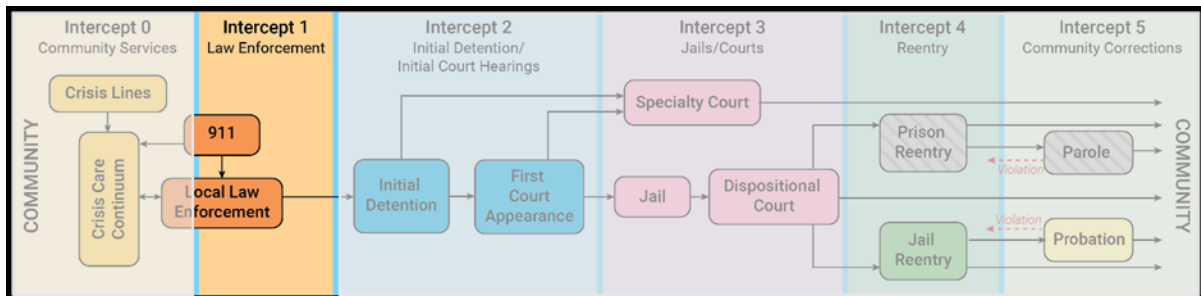 Intercept 0
Community Services
Intercept 1
Law Enforcement
Intercept 2
Initial Detention/
Initial Court Hearings
Intercept 3
Jails/Courts
Intercept 4
Reentry
Intercept 5
Community Corrections
COMMUNITY
Crisis Lines
Crisis Care
Continuum
911
Local Law
Enforcement
Initial
Detention
First
Court
Appearance
Specialty Court
Jail
Dispositional
Court
Prison
Reentry
Violation
Parole
Jail
Reentry
Violation
Probation
COMMUNITY